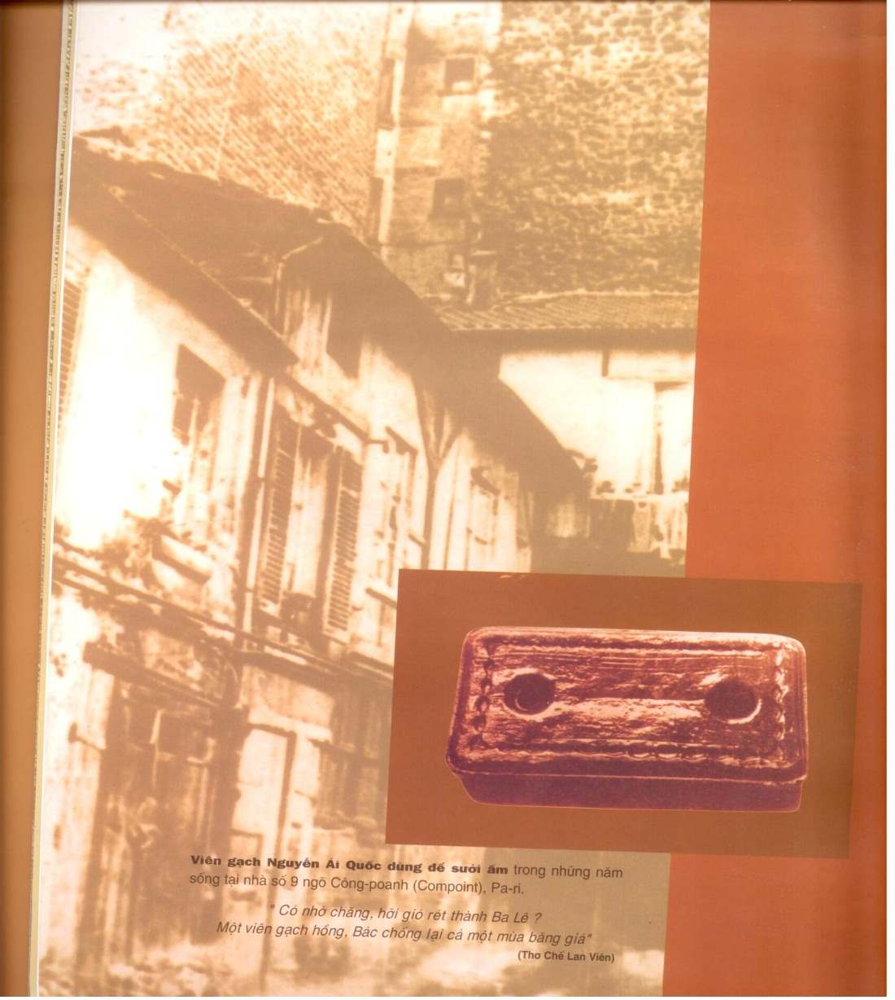 Viên gạch Nguyễn Ái Quốc dùng để sưởi ấm trong những năm
sống tại nhà số 9 ngõ Công-poanh (Compoint), Pa-ri.
" Có nhớ chăng, hỡi gió rét thành Ba Lê ?
Một viên gạch hồng, Bác chống lại cả một mùa băng giá"
(Thơ Chế Lan Viên)